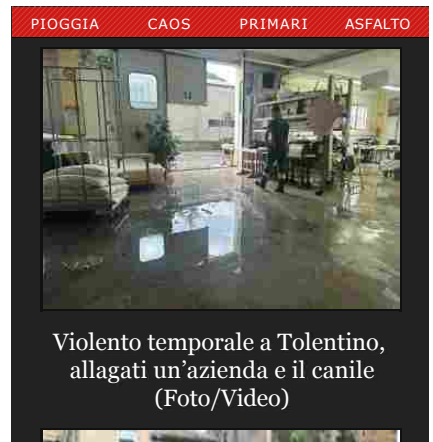 PIOGGIA CAOS PRIMARI ASFALTO
Violento temporale a Tolentino,
allagati un’azienda e il canile
(Foto/Video)